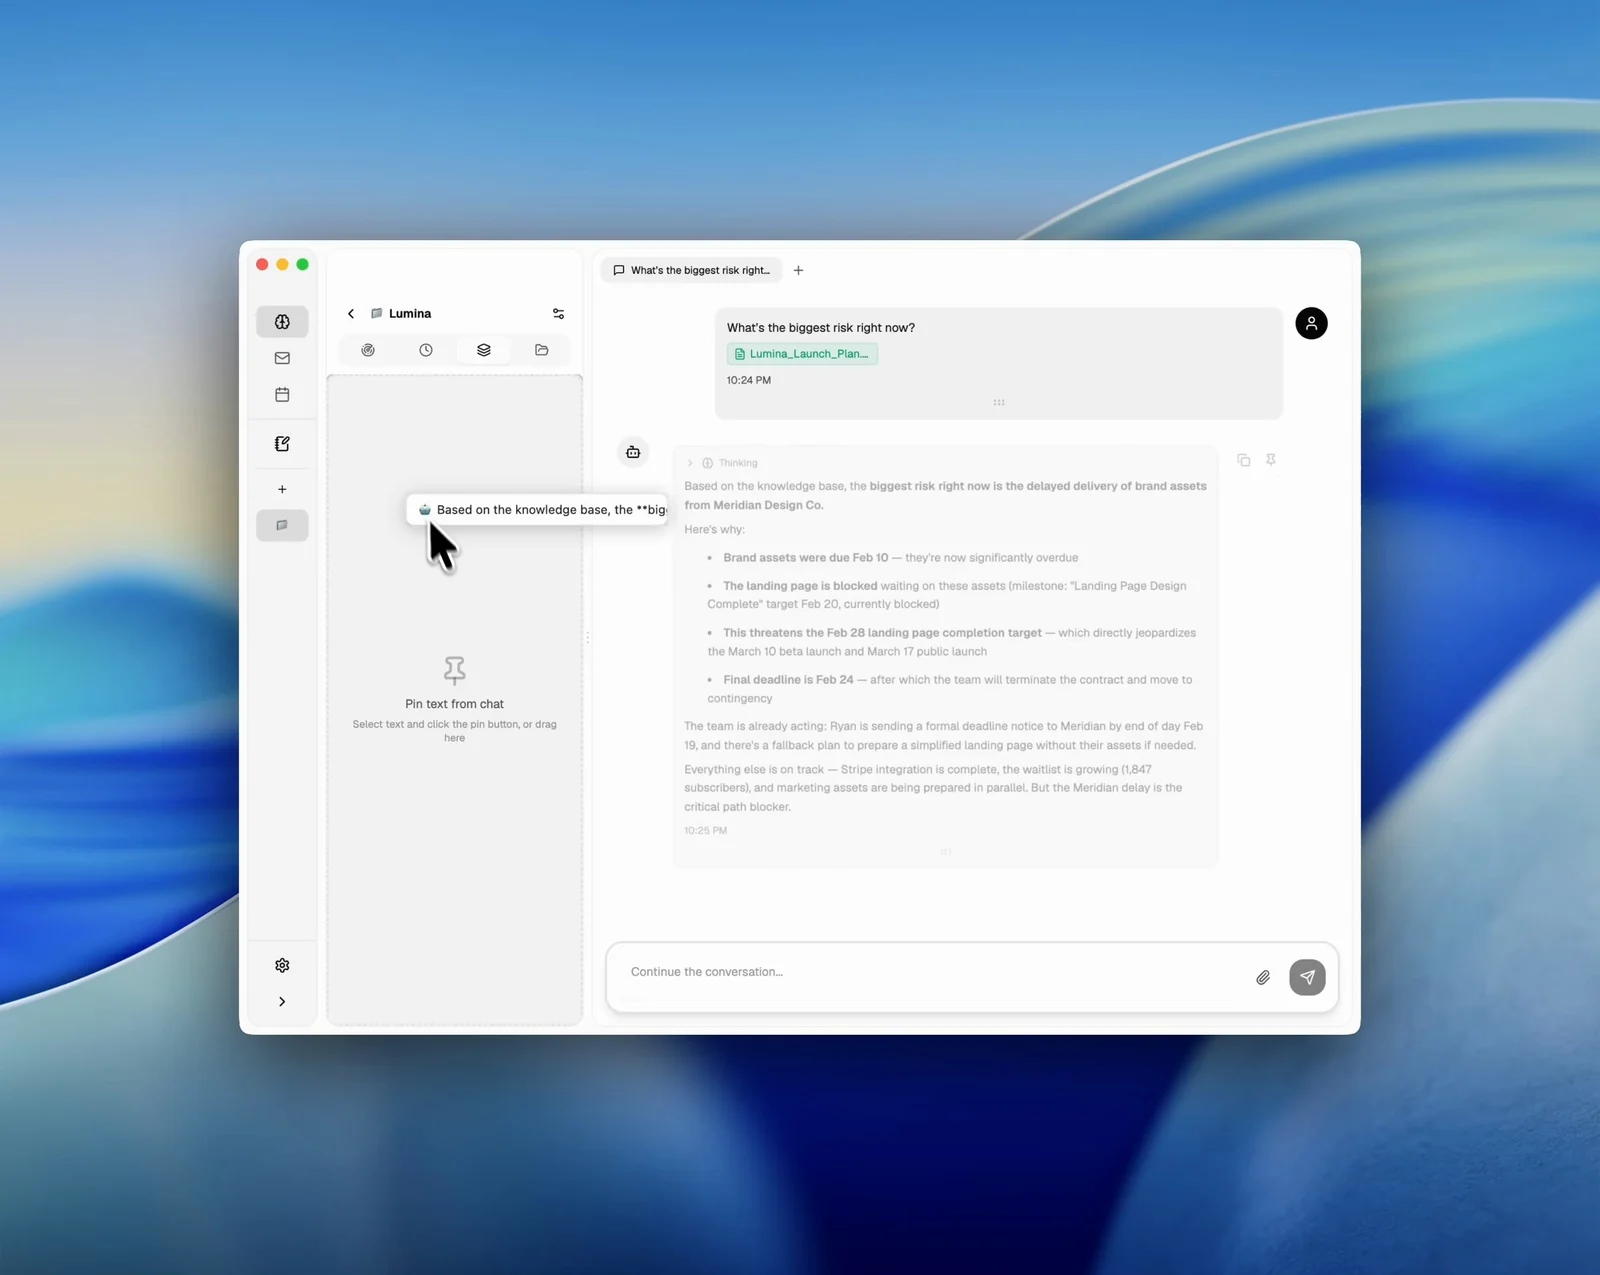 What's the biggest risk right...
Lumina
What's the biggest risk right now?
Lumina_Launch_Plan....
10:24 PM
Thinking
Based on the knowledge base, the biggest risk right now is the delayed delivery of brand assets
from Meridian Design Co.
Here's why:
• Brand assets were due Feb 10 — they're now significantly overdue
• The landing page is blocked waiting on these assets (milestone: "Landing Page Design
Complete" target Feb 20, currently blocked)
• This threatens the Feb 28 landing page completion target — which directly jeopardizes
the March 10 beta launch and March 17 public launch
• Final deadline is Feb 24 — after which the team will terminate the contract and move to
contingency
The team is already acting: Ryan is sending a formal deadline notice to Meridian by end of day Feb
19, and there's a fallback plan to prepare a simplified landing page without their assets if needed.
Everything else is on track — Stripe integration is complete, the waitlist is growing (1,847
subscribers), and marketing assets are being prepared in parallel. But the Meridian delay is the
critical path blocker.
10:25 PM
Based on the knowledge base, the **big
Pin text from chat
Select text and click the pin button, or drag
here
Continue the conversation...